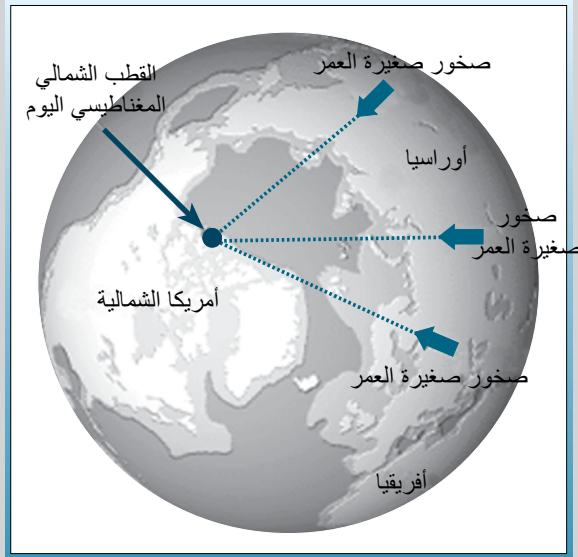 صخور صغيرة العمر
القطب الشمالي
المغناطيسي اليوم
أوراسيا
صخور
صغيرة العمر
أمريكا الشمالية
صخور صغيرة العمر
أفريقيا